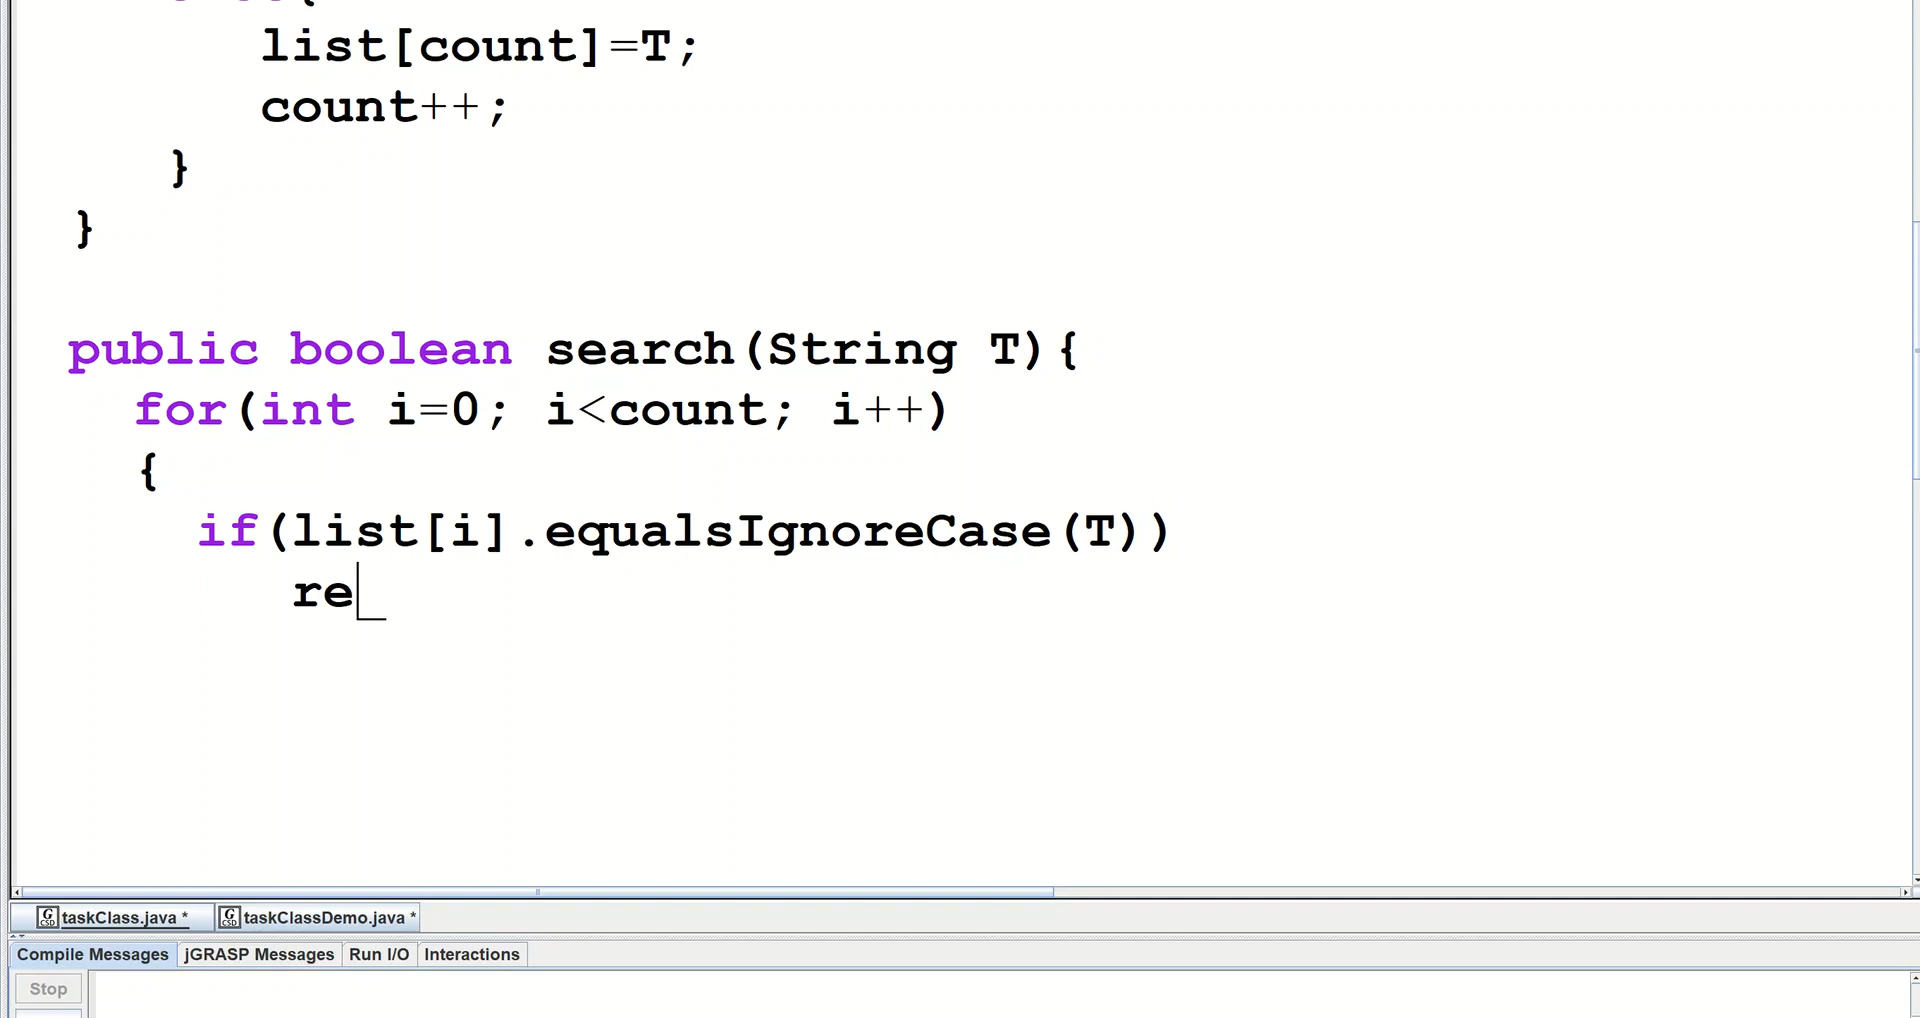 list[count]=T;
count++;
}
}
public boolean search(String T){
for(int i=0; i<count; i++)
{
if(list[i].equalsIgnoreCase(T))
re
taskClass.java * taskClassDemo.java *
Compile Messages jGRASP Messages Run I/O Interactions
Stop